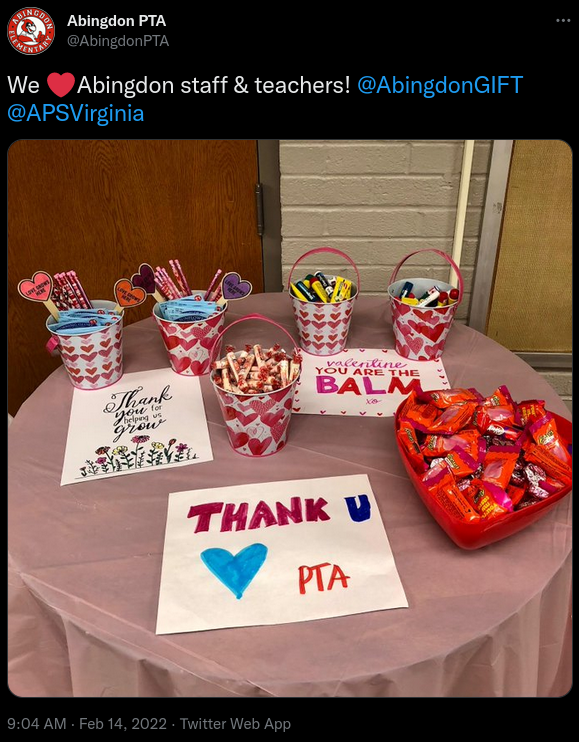 ABINGDON
ELEMENTARY
Abingdon PTA
@AbingdonPTA
We ❤️Abingdon staff & teachers! @AbingdonGIFT
@APSVirginia
Thank
you for
helping us
grow
valentine
YOU ARE THE
BALM
xo
THANK U
PTA
9:04 AM · Feb 14, 2022 · Twitter Web App